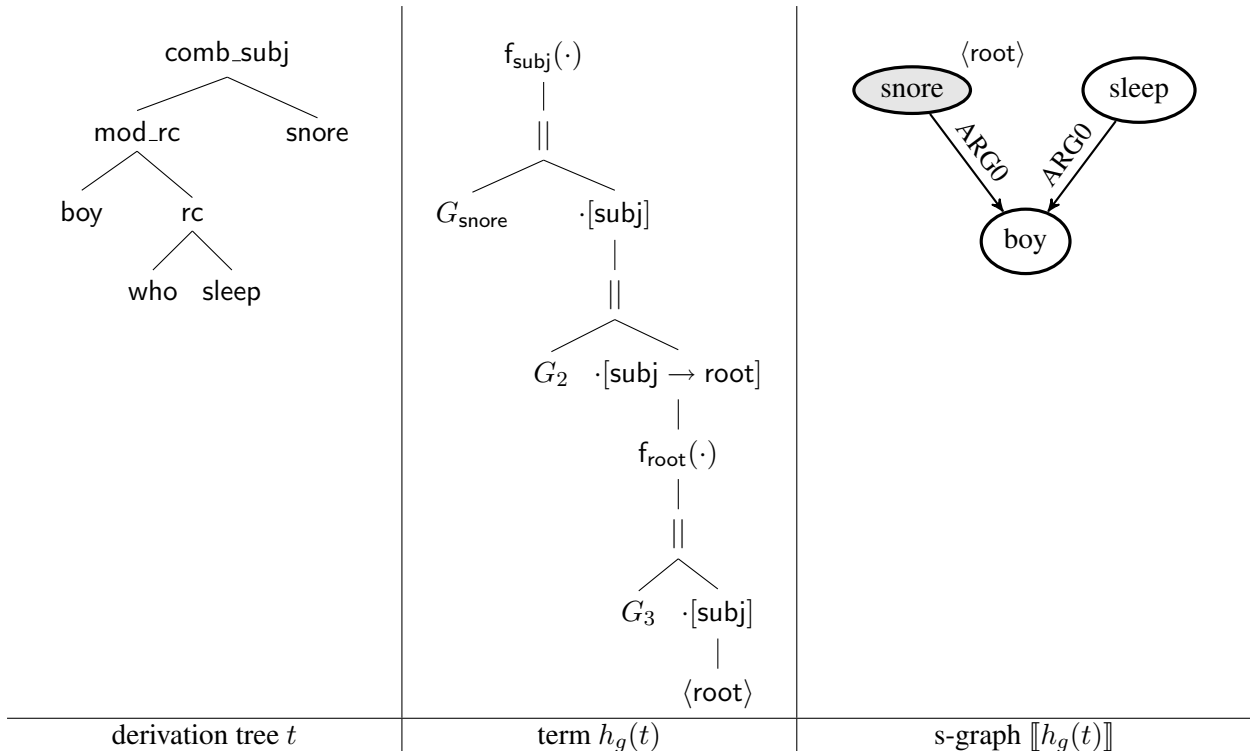 comb_subj
mod_rc snore
boy rc
who sleep
derivation tree t
f_subj(·)
||
G_snore ·[subj]
||
G_2 ·[subj → root]
f_root(·)
||
G_3 ·[subj]
⟨root⟩
term h_g(t)
⟨root⟩
snore sleep
ARG0 ARG0
boy
s-graph ⟦h_g(t)⟧